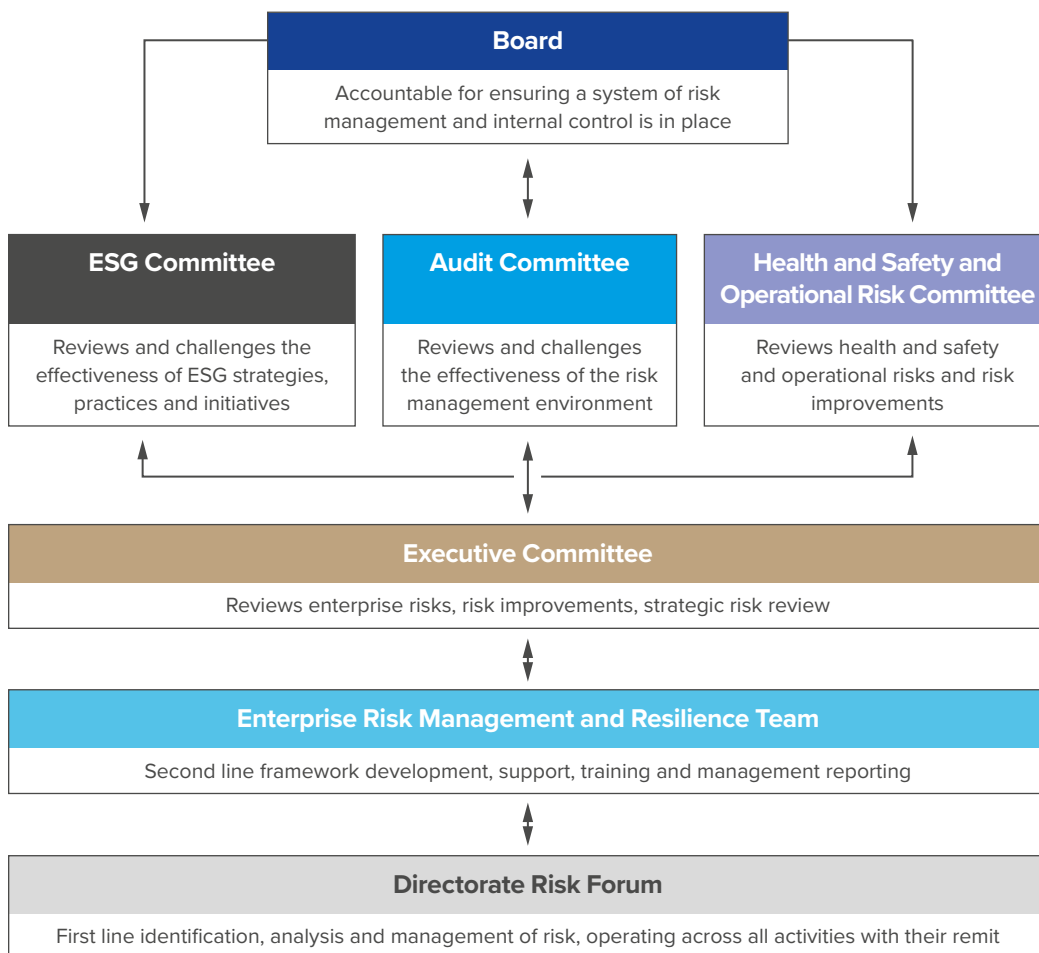 Board
Accountable for ensuring a system of risk
management and internal control is in place
ESG Committee
Reviews and challenges the
effectiveness of ESG strategies,
practices and initiatives
Audit Committee
Reviews and challenges
the effectiveness of the risk
management environment
Health and Safety and
Operational Risk Committee
Reviews health and safety
and operational risks and risk
improvements
Executive Committee
Reviews enterprise risks, risk improvements, strategic risk review
Enterprise Risk Management and Resilience Team
Second line framework development, support, training and management reporting
Directorate Risk Forum
First line identification, analysis and management of risk, operating across all activities with their remit